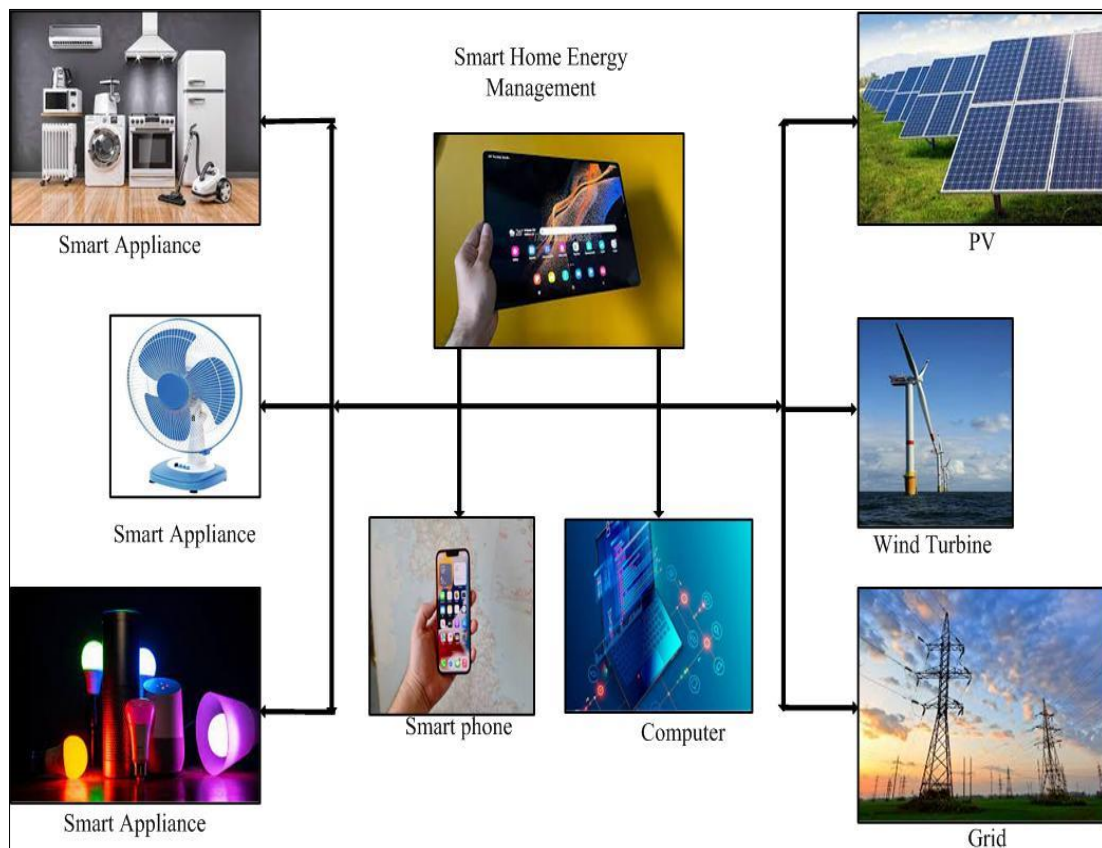 Smart Home Energy
Management
Smart Appliance
PV
Smart Appliance
Wind Turbine
Smart phone
Computer
Smart Appliance
Grid